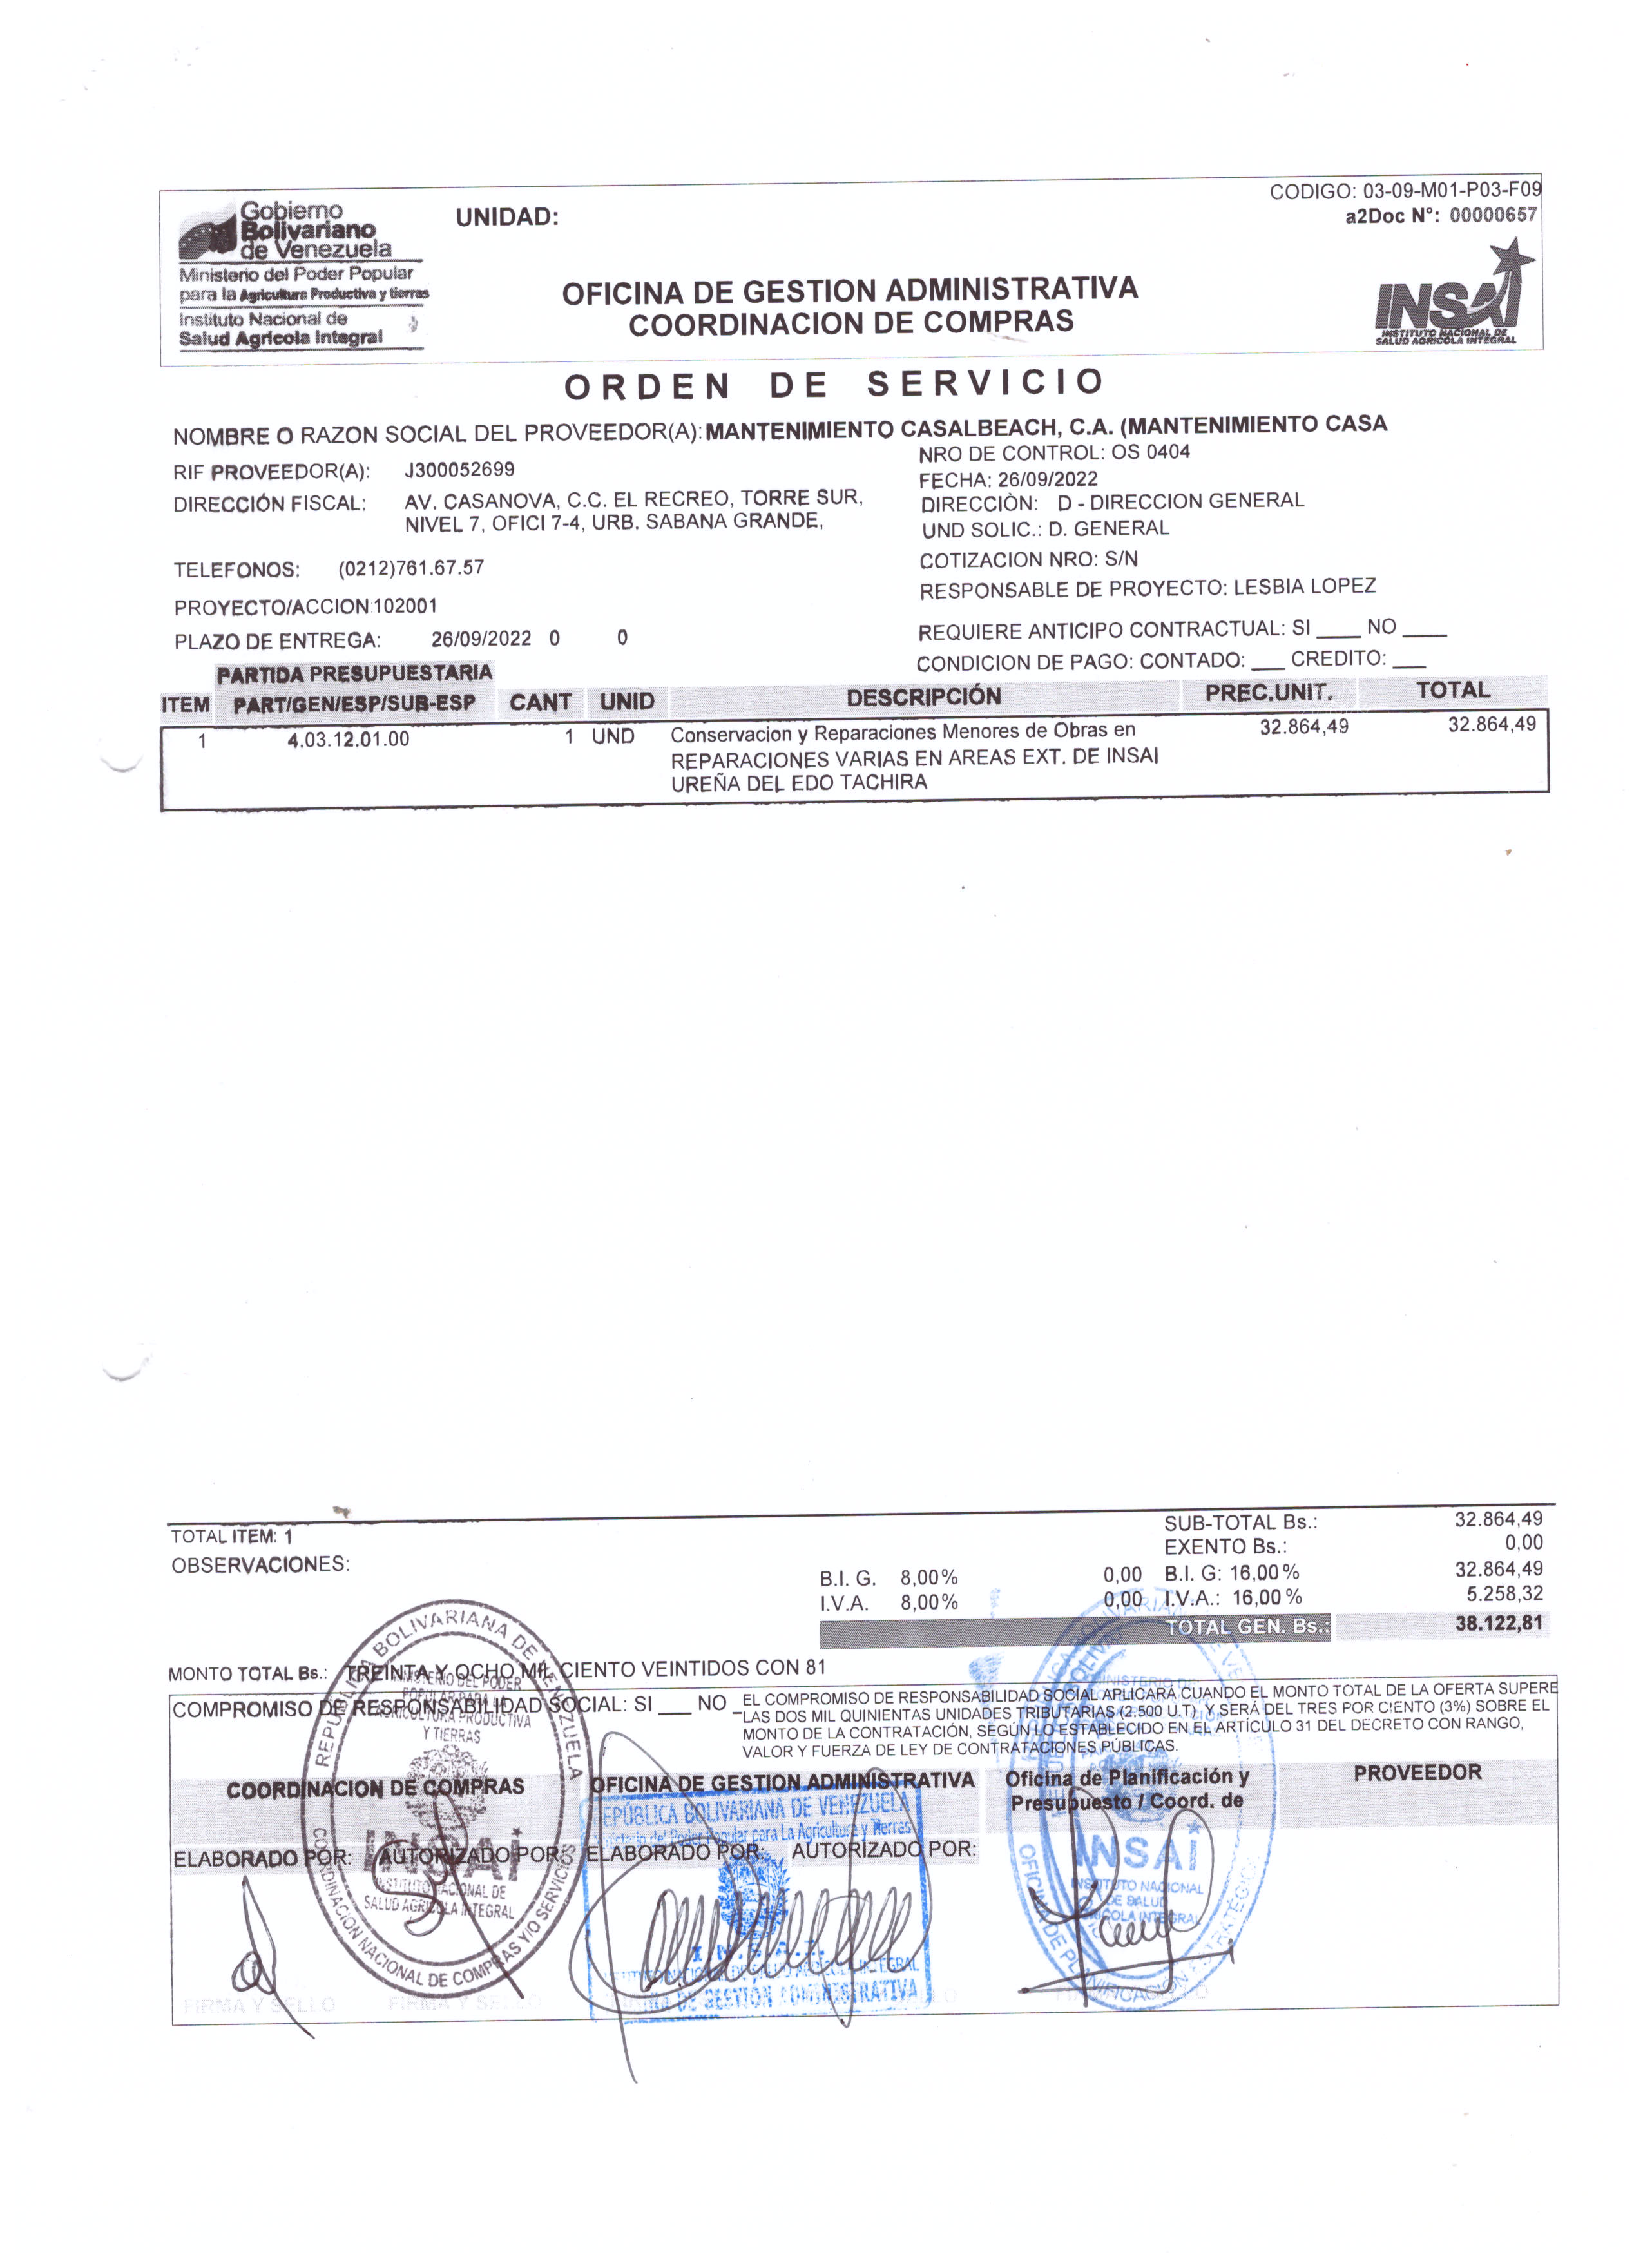 Gobierno
Bolivariano
de Venezuela
Ministerio del Poder Popular
para la Agricultura Productiva y tierras
Instituto Nacional de
Salud Agrícola Integral
UNIDAD:
CODIGO: 03-09-M01-P03-F09
a2Doc N°: 00000657
OFICINA DE GESTION ADMINISTRATIVA
COORDINACION DE COMPRAS
INSAI
INSTITUTO NACIONAL DE
SALUD AGRICOLA INTEGRAL
ORDEN DE SERVICIO
NOMBRE O RAZON SOCIAL DEL PROVEEDOR(A): MANTENIMIENTO CASALBEACH, C.A. (MANTENIMIENTO CASA
NRO DE CONTROL: OS 0404
RIF PROVEEDOR(A): J300052699
FECHA: 26/09/2022
DIRECCIÓN FISCAL: AV. CASANOVA, C.C. EL RECREO, TORRE SUR,
NIVEL 7, OFICI 7-4, URB. SABANA GRANDE,
DIRECCIÒN: D - DIRECCION GENERAL
UND SOLIC.: D. GENERAL
COTIZACION NRO: S/N
TELEFONOS: (0212)761.67.57
RESPONSABLE DE PROYECTO: LESBIA LOPEZ
PROYECTO/ACCION:102001
PLAZO DE ENTREGA: 26/09/2022 0 0
REQUIERE ANTICIPO CONTRACTUAL: SI ____ NO ____
CONDICION DE PAGO: CONTADO: ___ CREDITO: ___
PARTIDA PRESUPUESTARIA
ITEM PART/GEN/ESP/SUB-ESP CANT UNID DESCRIPCIÓN PREC.UNIT. TOTAL
1 4.03.12.01.00 1 UND Conservacion y Reparaciones Menores de Obras en 32.864,49 32.864,49
REPARACIONES VARIAS EN AREAS EXT. DE INSAI
UREÑA DEL EDO TACHIRA
TOTAL ITEM: 1
OBSERVACIONES:
SUB-TOTAL Bs.: 32.864,49
EXENTO Bs.: 0,00
B.I. G. 8,00% 0,00 B.I. G: 16,00 % 32.864,49
I.V.A. 8,00% 0,00 I.V.A.: 16,00 % 5.258,32
TOTAL GEN. Bs.: 38.122,81
MONTO TOTAL Bs.: TREINTA Y OCHO MIL CIENTO VEINTIDOS CON 81
COMPROMISO DE RESPONSABILIDAD SOCIAL: SI ___ NO _
EL COMPROMISO DE RESPONSABILIDAD SOCIAL APLICARÁ CUANDO EL MONTO TOTAL DE LA OFERTA SUPERE
LAS DOS MIL QUINIENTAS UNIDADES TRIBUTARIAS (2.500 U.T) Y SERÁ DEL TRES POR CIENTO (3%) SOBRE EL
MONTO DE LA CONTRATACIÓN, SEGÚN LO ESTABLECIDO EN EL ARTÍCULO 31 DEL DECRETO CON RANGO,
VALOR Y FUERZA DE LEY DE CONTRATACIONES PÚBLICAS.
COORDINACION DE COMPRAS
OFICINA DE GESTION ADMINISTRATIVA
Oficina de Planificación y
Presupuesto / Coord. de
PROVEEDOR
ELABORADO POR: AUTORIZADO POR: ELABORADO POR: AUTORIZADO POR:
REPÚBLICA BOLIVARIANA DE VENEZUELA
MINISTERIO DEL PODER
POPULAR PARA LA
AGRICULTURA PRODUCTIVA
Y TIERRAS
INSAI
INSTITUTO NACIONAL DE
SALUD AGRÍCOLA INTEGRAL
COORDINACIÓN NACIONAL DE COMPRAS Y/O SERVICIOS
REPÚBLICA BOLIVARIANA DE VENEZUELA
Ministerio del Poder Popular para La Agricultura y Tierras
I.N.S.A.I.
INSTITUTO NACIONAL DE SALUD AGRÍCOLA INTEGRAL
OFICINA DE GESTIÓN ADMINISTRATIVA
INSAI
INSTITUTO NACIONAL
DE SALUD
AGRÍCOLA INTEGRAL
FIRMA Y SELLO FIRMA Y SELLO